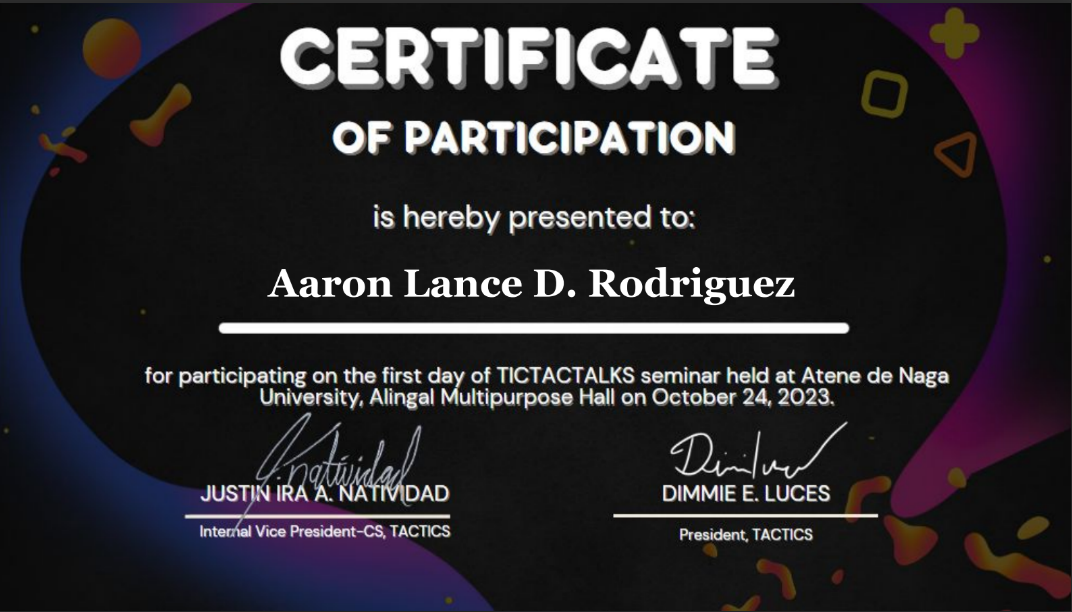 CERTIFICATE
OF PARTICIPATION
is hereby presented to:
Aaron Lance D. Rodriguez
for participating on the first day of TICTACTALKS seminar held at Atene de Naga
University, Alingal Multipurpose Hall on October 24, 2023.
J. natividad
JUSTIN IRA A. NATIVIDAD
Internal Vice President-CS, TACTICS
DIMMIE E. LUCES
President, TACTICS